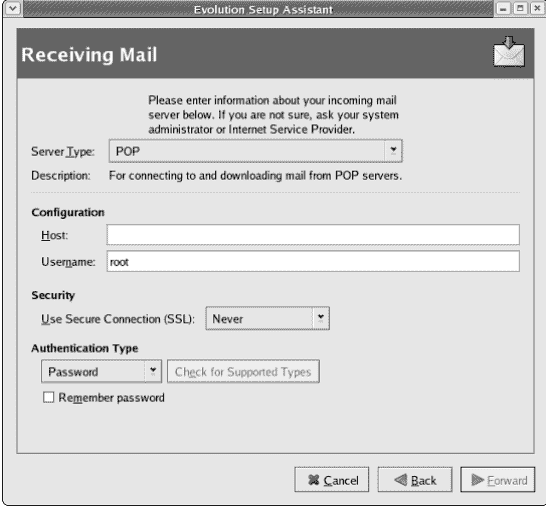 Evolution Setup Assistant
Receiving Mail
Please enter information about your incoming mail
server below. If you are not sure, ask your system
administrator or Internet Service Provider.
Server Type: POP
Description: For connecting to and downloading mail from POP servers.
Configuration
Host:
Username: root
Security
Use Secure Connection (SSL): Never
Authentication Type
Password Check for Supported Types
Remember password
Cancel Back Forward